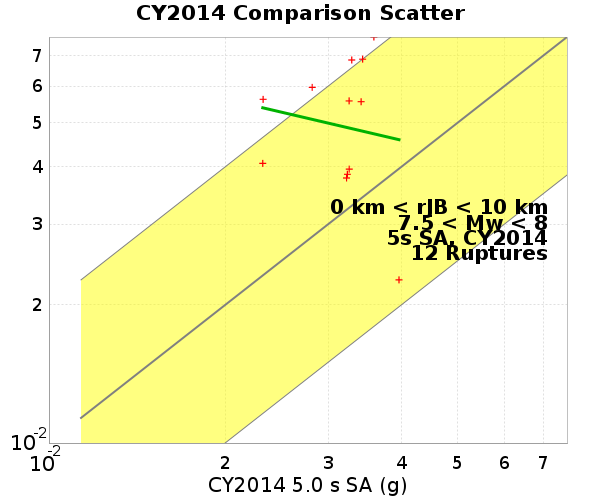 CY2014 Comparison Scatter
7
6
5
4
3
2
10-2
10-2
2 3 4 5 6 7
0 km < rJB < 10 km
7.5 < Mw < 8
5s SA, CY2014
12 Ruptures
CY2014 5.0 s SA (g)